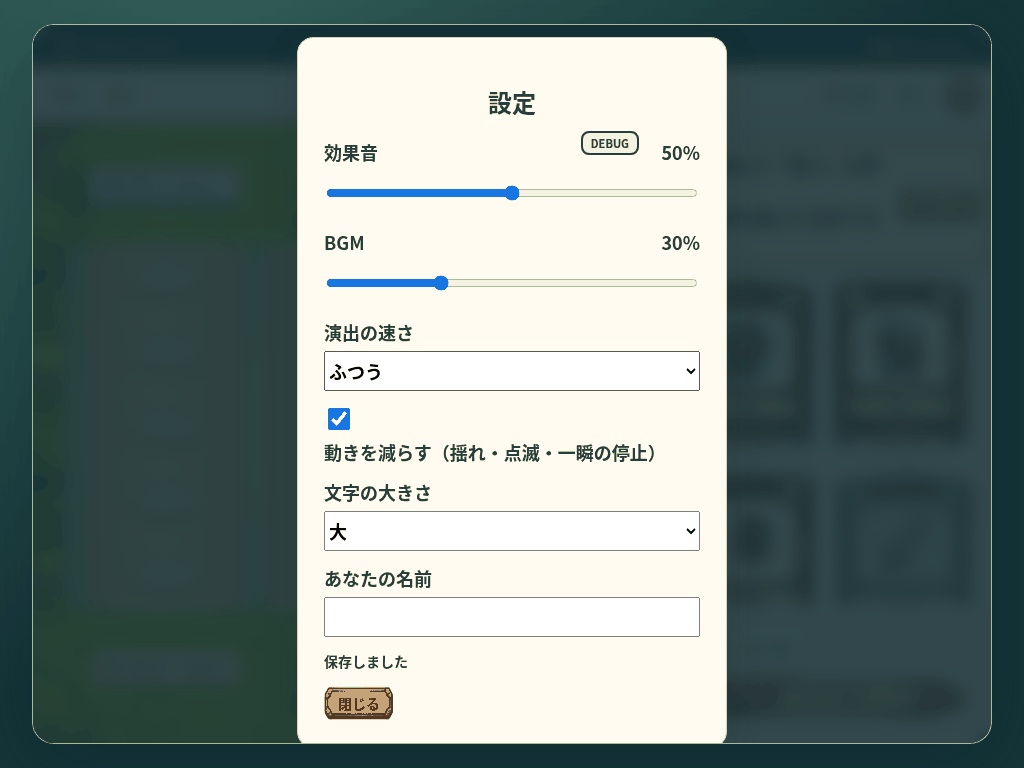 設定
DEBUG
効果音 50%
BGM 30%
演出の速さ
ふつう
動きを減らす（揺れ・点滅・一瞬の停止）
文字の大きさ
大
あなたの名前
保存しました
閉じる